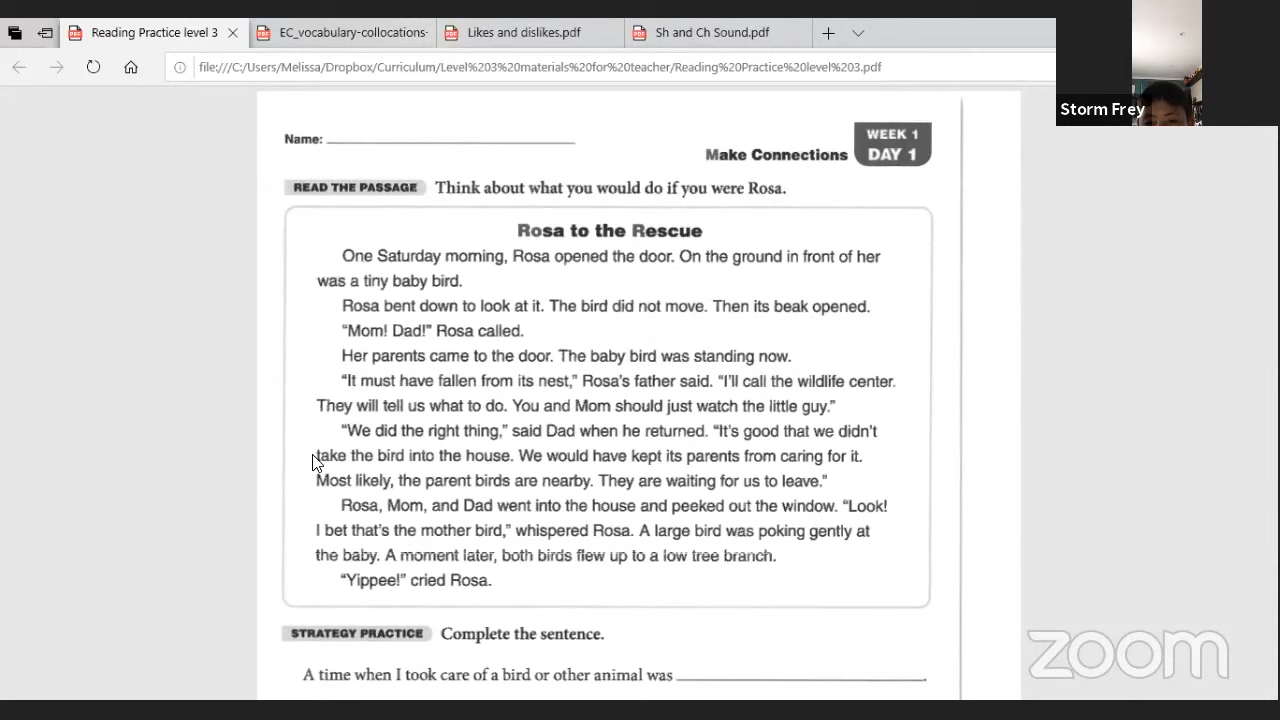 Reading Practice level 3
EC_vocabulary-collocations-
Likes and dislikes.pdf
Sh and Ch Sound.pdf
file:///C:/Users/Melissa/Dropbox/Curriculum/Level%203%20materials%20for%20teacher/Reading%20Practice%20level%203.pdf
Storm Frey
Name:
Make Connections
WEEK 1
DAY 1
READ THE PASSAGE Think about what you would do if you were Rosa.
Rosa to the Rescue
One Saturday morning, Rosa opened the door. On the ground in front of her
was a tiny baby bird.
Rosa bent down to look at it. The bird did not move. Then its beak opened.
“Mom! Dad!” Rosa called.
Her parents came to the door. The baby bird was standing now.
“It must have fallen from its nest,” Rosa’s father said. “I’ll call the wildlife center.
They will tell us what to do. You and Mom should just watch the little guy.”
“We did the right thing,” said Dad when he returned. “It’s good that we didn’t
take the bird into the house. We would have kept its parents from caring for it.
Most likely, the parent birds are nearby. They are waiting for us to leave.”
Rosa, Mom, and Dad went into the house and peeked out the window. “Look!
I bet that’s the mother bird,” whispered Rosa. A large bird was poking gently at
the baby. A moment later, both birds flew up to a low tree branch.
“Yippee!” cried Rosa.
STRATEGY PRACTICE Complete the sentence.
A time when I took care of a bird or other animal was ______.
zoom